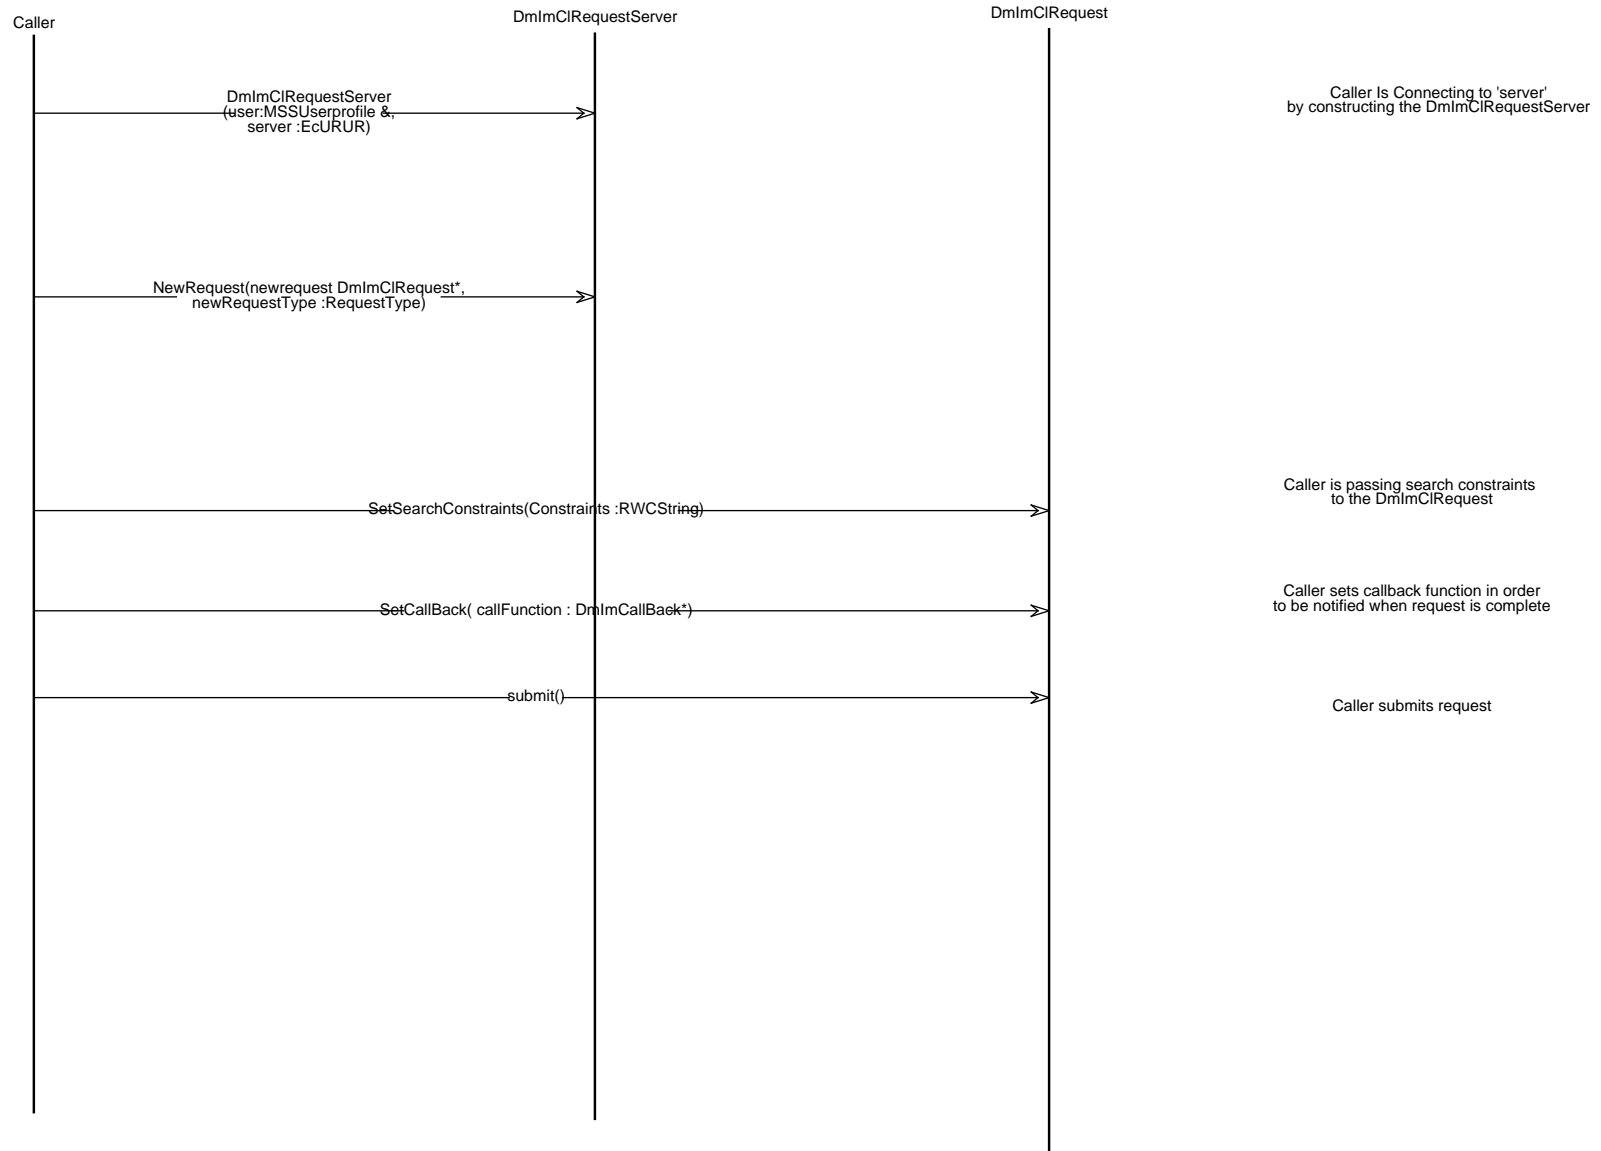 Caller
DmImClRequestServer
DmImClRequest
DmImClRequestServer
(user:MSSUserprofile &,
server :EcURUR)
Caller Is Connecting to 'server'
by constructing the DmImClRequestServer
NewRequest(newrequest DmImClRequest*,
newRequestType :RequestType)
SetSearchConstraints(Constraints :RWCString)
Caller is passing search constraints
to the DmImClRequest
SetCallBack( callFunction : DmImCallBack*)
Caller sets callback function in order
to be notified when request is complete
submit()
Caller submits request